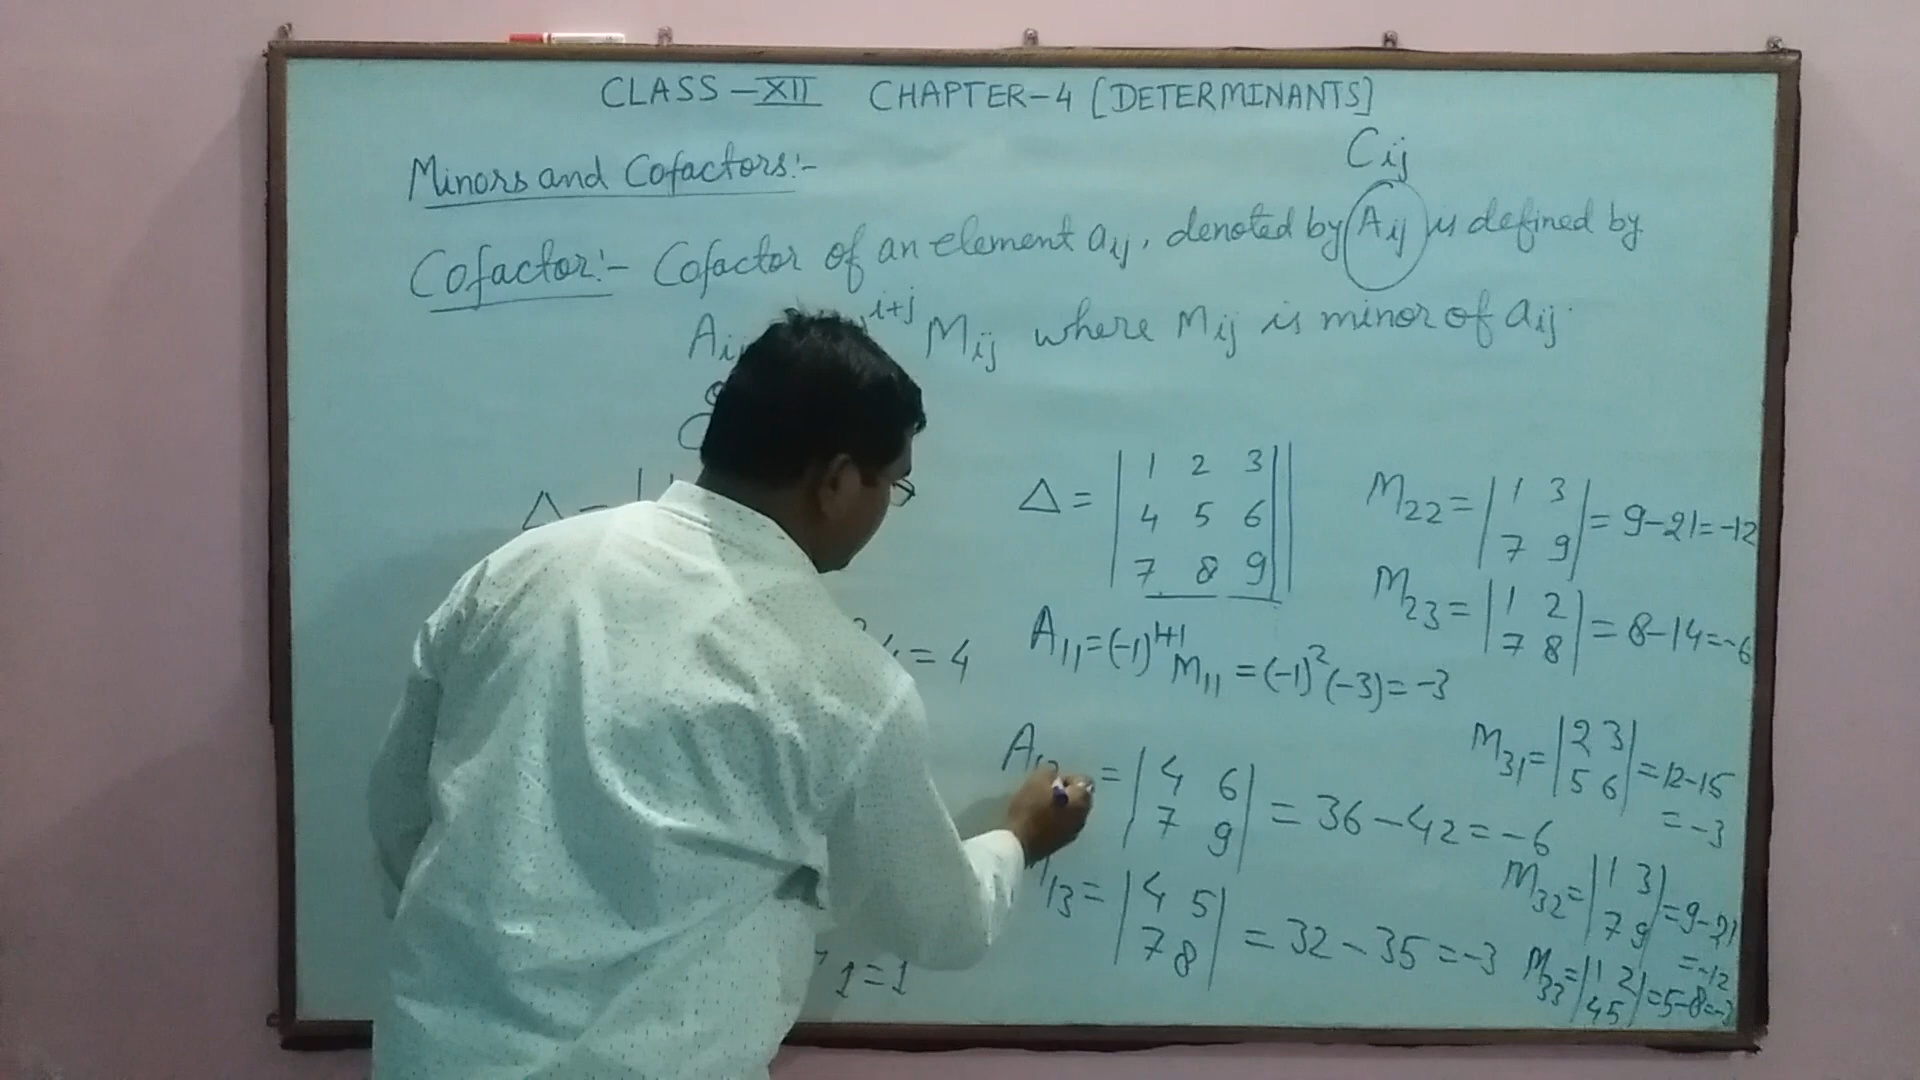 CLASS - XII CHAPTER-4 [DETERMINANTS]
Minors and Cofactors:-
Cij
Cofactor:- Cofactor of an element aij, denoted by Aij is defined by
Ai i+j Mij where Mij is minor of aij.
Δ =
= 4
1 = 1
Δ = | 1 2 3 |
4 5 6
7 8 9
A11 = (-1)^1+1 M11 = (-1)^2 (-3) = -3
A12 = | 4 6 | = 36 - 42 = -6
7 9
M13 = | 4 5 | = 32 - 35 = -3
7 8
M22 = | 1 3 | = 9 - 21 = -12
7 9
M23 = | 1 2 | = 8 - 14 = -6
7 8
M31 = | 2 3 | = 12 - 15
5 6
= -3
M32 = | 1 3 | = 9 - 21
7 9
= -12
M33 = | 1 2 | = 5 - 8 = -3
4 5